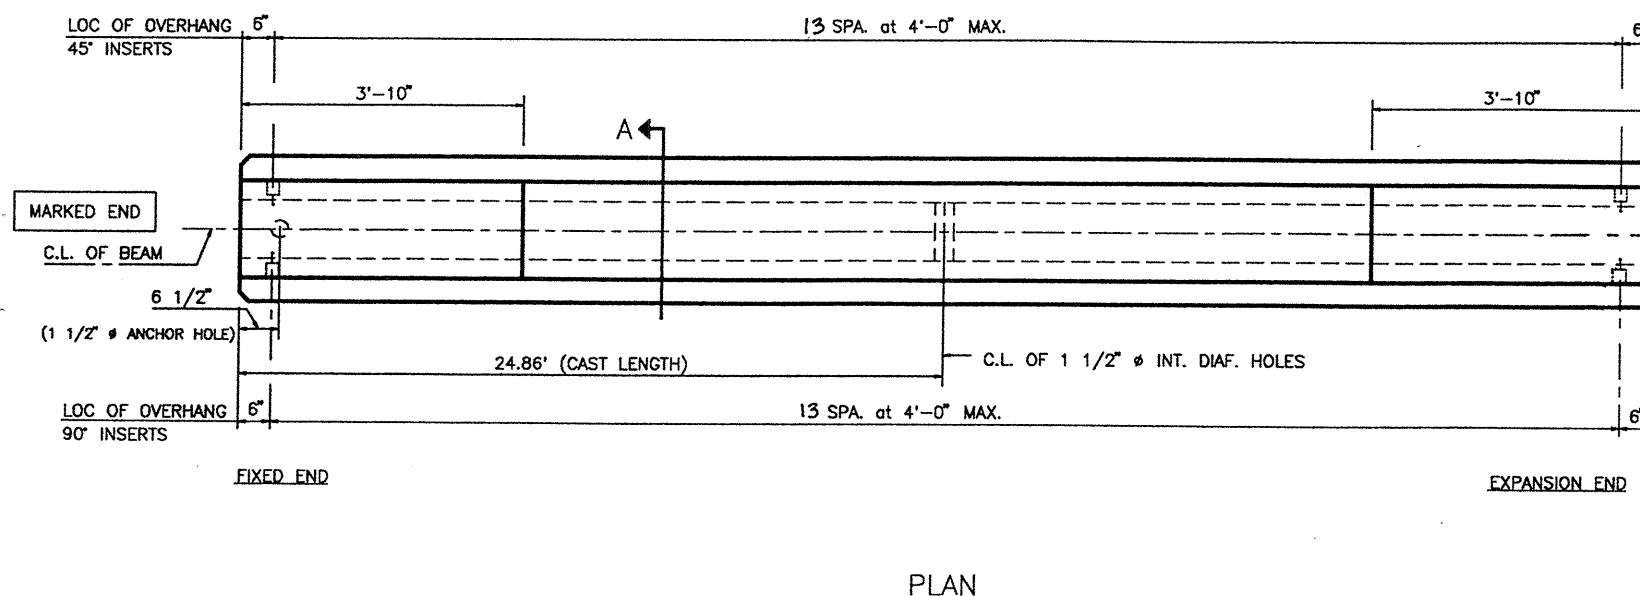 LOC OF OVERHANG 6" 13 SPA. at 4'-0" MAX. 6
45° INSERTS
3'-10" 3'-10"
A
MARKED END
C.L. OF BEAM
6 1/2"
(1 1/2" ø ANCHOR HOLE)
24.86' (CAST LENGTH) C.L. OF 1 1/2" ø INT. DIAF. HOLES
LOC OF OVERHANG 6" 13 SPA. at 4'-0" MAX. 6"
90° INSERTS
FIXED END EXPANSION END
PLAN